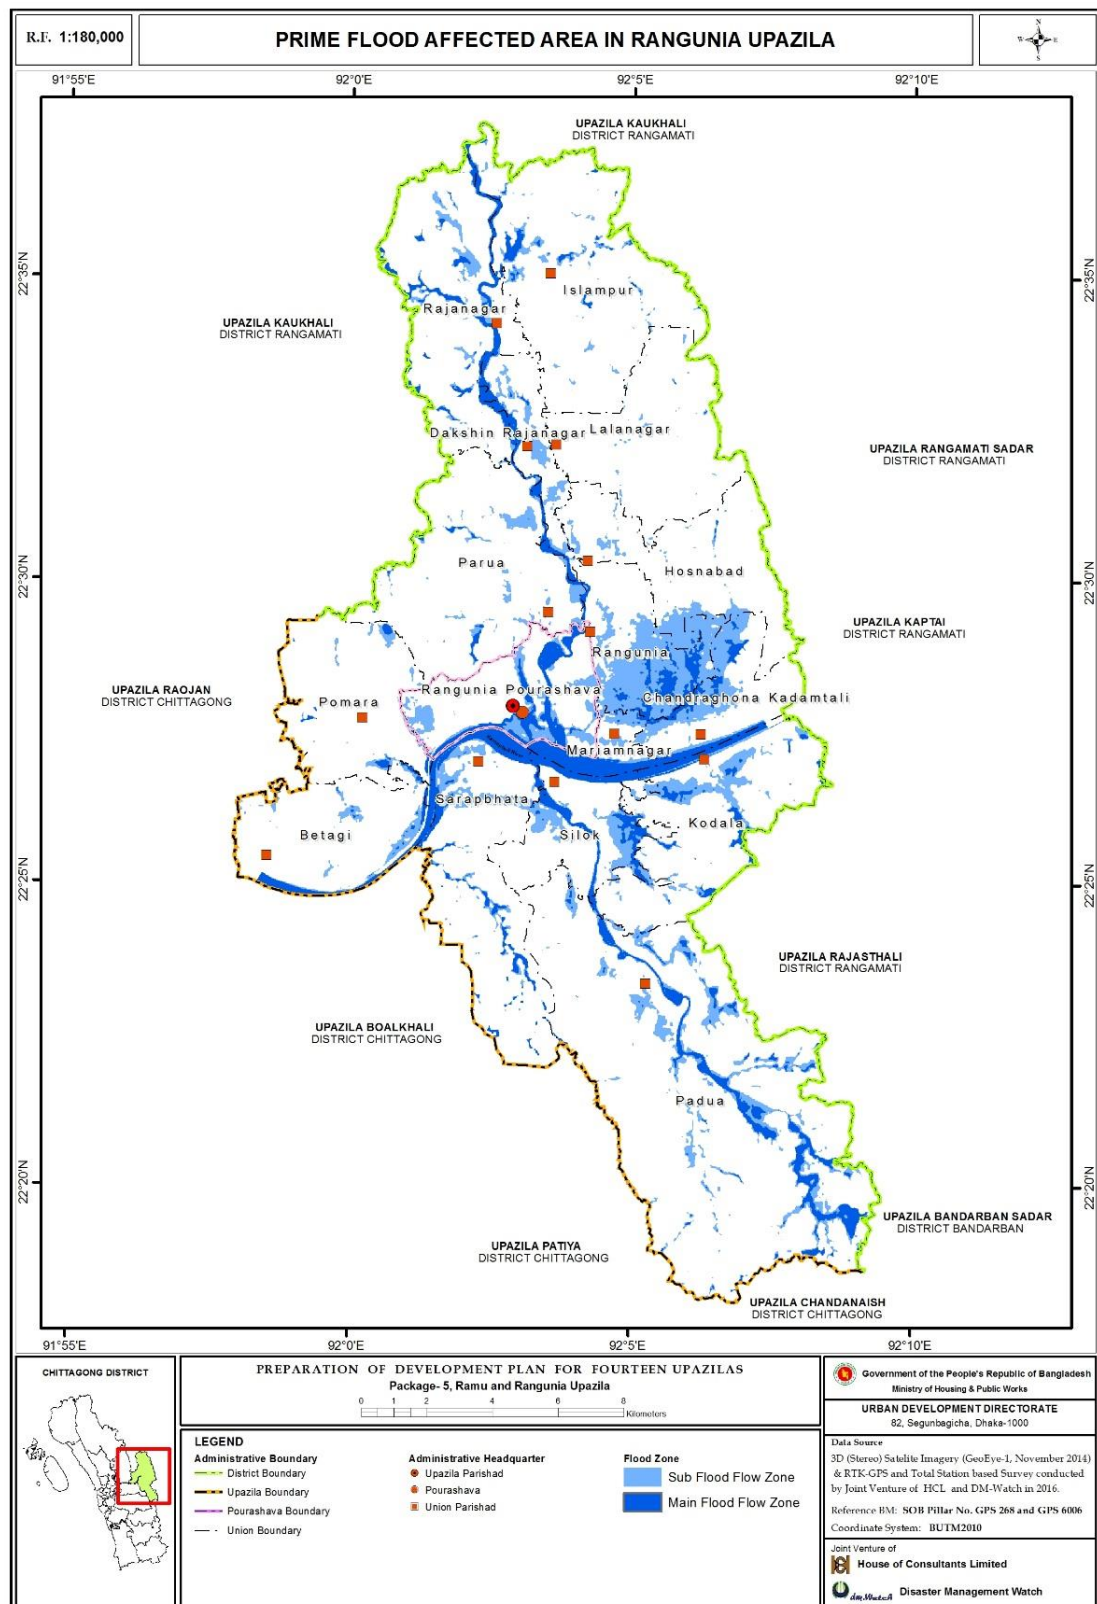 R.F. 1:180,000
PRIME FLOOD AFFECTED AREA IN RANGUNIA UPAZILA
N
W E
S
91°55'E 92°0'E 92°5'E 92°10'E
UPAZILA KAUKHALI
DISTRICT RANGAMATI
22°35'N 22°35'N
Islampur
Rajanagar
UPAZILA KAUKHALI
DISTRICT RANGAMATI
Dakshin Rajanagar
Lalanagar
UPAZILA RANGAMATI SADAR
DISTRICT RANGAMATI
Parua
Hosnabad
22°30'N 22°30'N
UPAZILA KAPTAI
DISTRICT RANGAMATI
Rangunia
UPAZILA RAOJAN
DISTRICT CHITTAGONG
Rangunia Pourashava
Chandraghona Kadamtali
Pomara
Mariamnagar
Sarapbhata
Kodala
Betagi
Silok
22°25'N 22°25'N
UPAZILA RAJASTHALI
DISTRICT RANGAMATI
UPAZILA BOALKHALI
DISTRICT CHITTAGONG
Padua
22°20'N 22°20'N
UPAZILA BANDARBAN SADAR
DISTRICT BANDARBAN
UPAZILA PATIYA
DISTRICT CHITTAGONG
UPAZILA CHANDANAISH
DISTRICT CHITTAGONG
91°55'E 92°0'E 92°5'E 92°10'E
CHITTAGONG DISTRICT
PREPARATION OF DEVELOPMENT PLAN FOR FOURTEEN UPAZILAS
Package- 5, Ramu and Rangunia Upazila
0 1 2 4 6 8
Kilometers
LEGEND
Administrative Boundary
District Boundary
Upazila Boundary
Pourashava Boundary
Union Boundary
Administrative Headquarter
Upazila Parishad
Pourashava
Union Parishad
Flood Zone
Sub Flood Flow Zone
Main Flood Flow Zone
Government of the People's Republic of Bangladesh
Ministry of Housing & Public Works
URBAN DEVELOPMENT DIRECTORATE
82, Segunbagicha, Dhaka-1000
Data Source
3D (Stereo) Satelite Imagery (GeoEye-1, November 2014)
& RTK-GPS and Total Station based Survey conducted
by Joint Venture of HCL and DM-Watch in 2016.
Reference BM: SOB Pillar No. GPS 268 and GPS 6006
Coordinate System: BUTM2010
Joint Venture of
House of Consultants Limited
dm.WatcH Disaster Management Watch